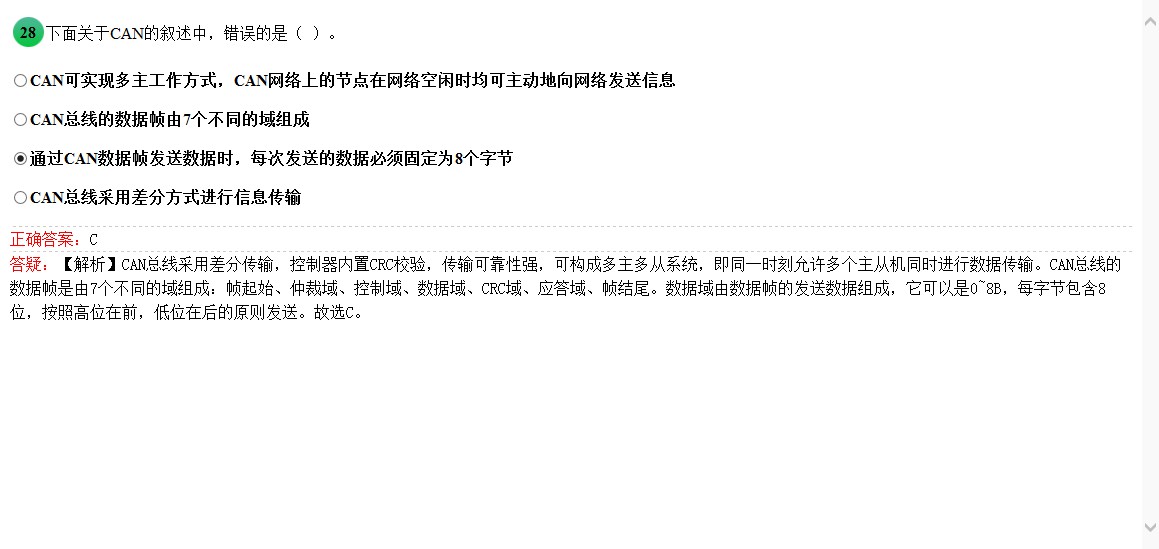 28 下面关于CAN的叙述中，错误的是（ ）。
CAN可实现多主工作方式，CAN网络上的节点在网络空闲时均可主动地向网络发送信息
CAN总线的数据帧由7个不同的域组成
通过CAN数据帧发送数据时，每次发送的数据必须固定为8个字节
CAN总线采用差分方式进行信息传输
正确答案：C
答疑：【解析】CAN总线采用差分传输，控制器内置CRC校验，传输可靠性强，可构成多主多从系统，即同一时刻允许多个主从机同时进行数据传输。CAN总线的
数据帧是由7个不同的域组成：帧起始、仲裁域、控制域、数据域、CRC域、应答域、帧结尾。数据域由数据帧的发送数据组成，它可以是0~8B，每字节包含8
位，按照高位在前，低位在后的原则发送。故选C。